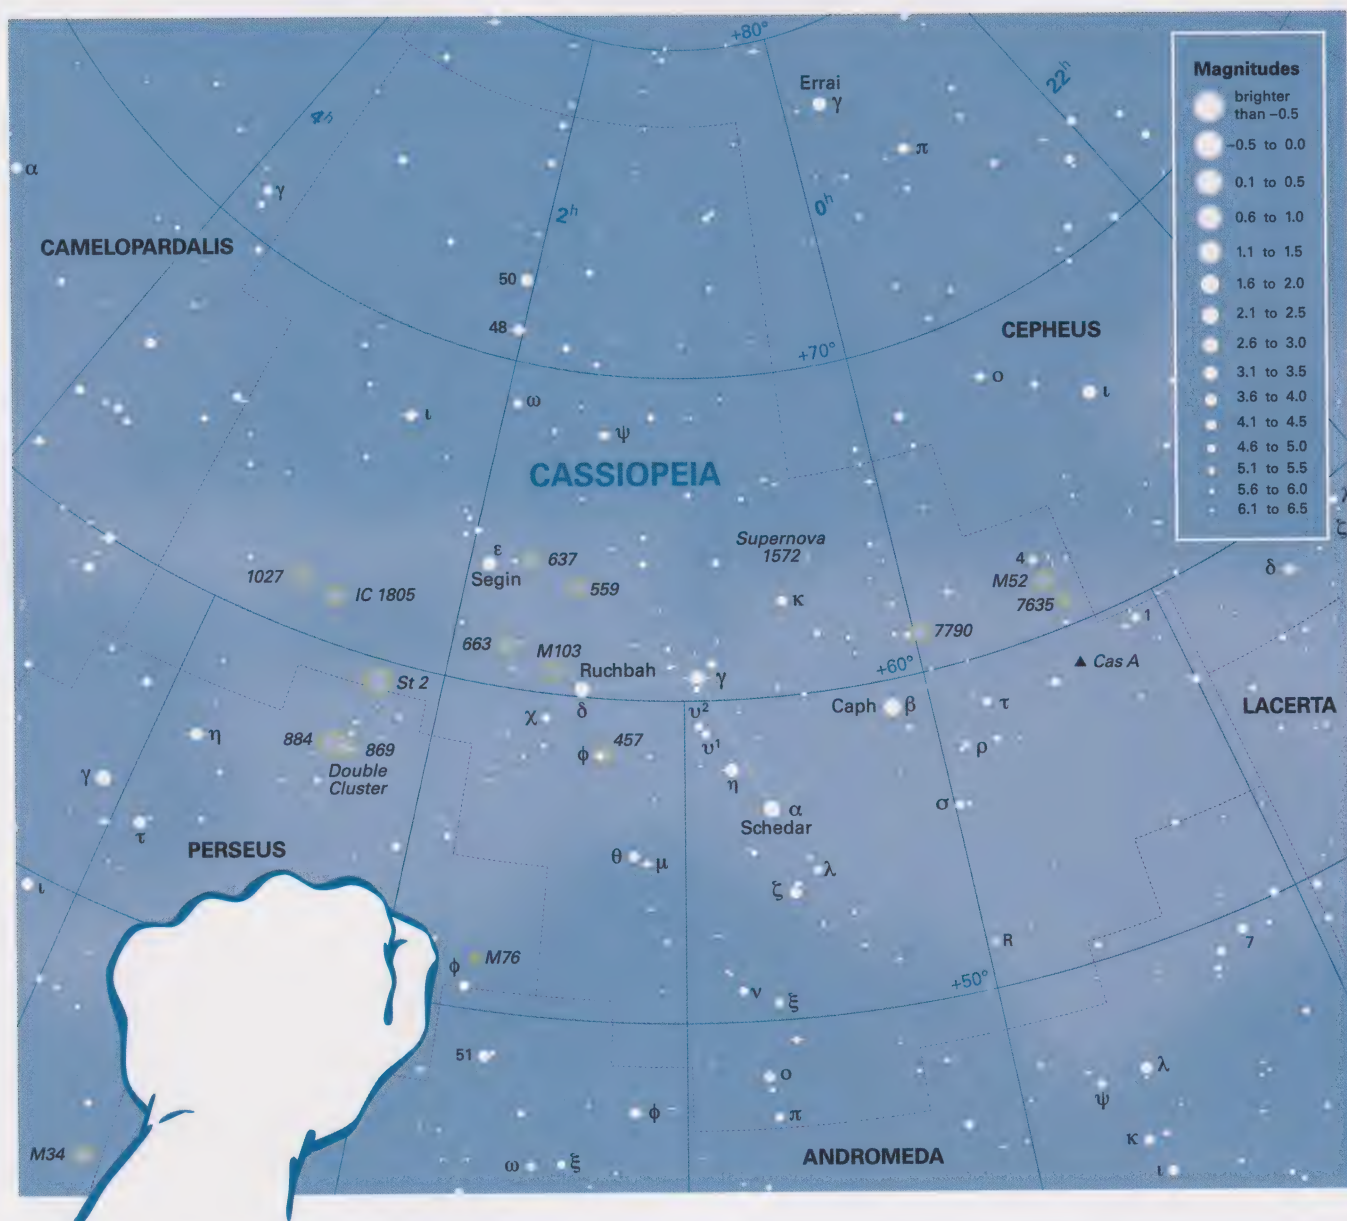 +80°
22h
Magnitudes
brighter
than −0.5
−0.5 to 0.0
0.1 to 0.5
0.6 to 1.0
1.1 to 1.5
1.6 to 2.0
2.1 to 2.5
2.6 to 3.0
3.1 to 3.5
3.6 to 4.0
4.1 to 4.5
4.6 to 5.0
5.1 to 5.5
5.6 to 6.0
6.1 to 6.5
Errai
γ
4h
π
α
γ
2h
0h
CAMELOPARDALIS
50
48
CEPHEUS
+70°
ο
ι
ω
ι
ψ
CASSIOPEIA
ζ
Supernova
1572
ε
637
4
δ
1027
IC 1805
Segin
559
M52
κ
7635
1
663
M103
7790
Ruchbah
γ
+60°
Cas A
St 2
δ
Caph
β
τ
LACERTA
χ
υ²
η
884
869
φ
457
υ¹
ρ
Double
Cluster
γ
η
α
σ
τ
Schedar
PERSEUS
θ
μ
λ
ι
ζ
R
7
φ
M76
+50°
ν
ξ
51
ο
λ
ψ
φ
π
κ
M34
ω
ξ
ANDROMEDA
ι